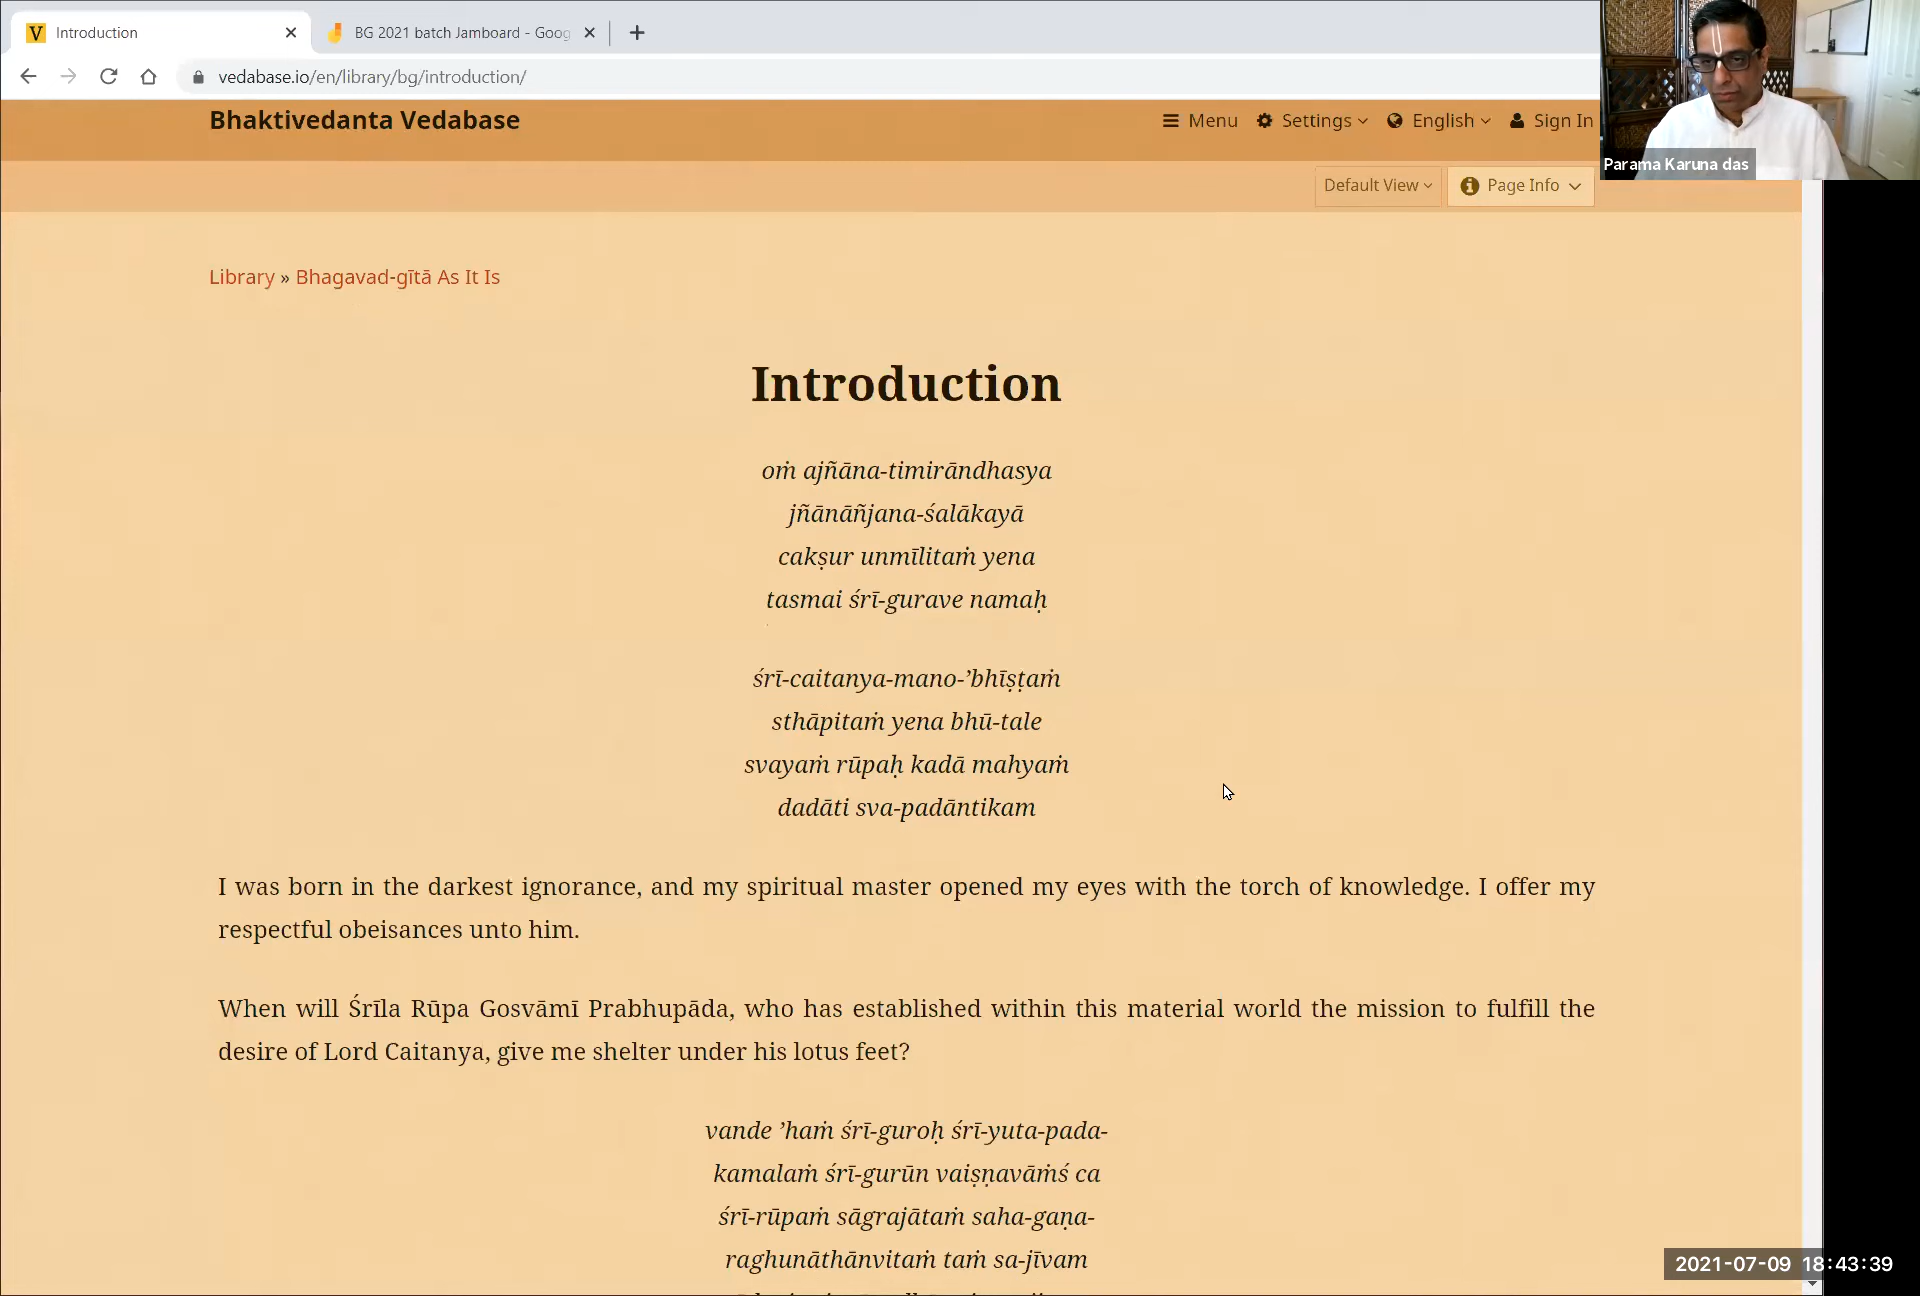 Introduction
BG 2021 batch Jamboard - Goog
vedabase.io/en/library/bg/introduction/
Bhaktivedanta Vedabase
Menu Settings English Sign In
Parama Karuna das
Default View Page Info
Library » Bhagavad-gītā As It Is
Introduction
oṁ ajñāna-timirāndhasya
jñānāñjana-śalākayā
cakṣur unmīlitaṁ yena
tasmai śrī-gurave namaḥ
śrī-caitanya-mano-’bhīṣṭaṁ
sthāpitaṁ yena bhū-tale
svayaṁ rūpaḥ kadā mahyaṁ
dadāti sva-padāntikam
I was born in the darkest ignorance, and my spiritual master opened my eyes with the torch of knowledge. I offer my
respectful obeisances unto him.
When will Śrīla Rūpa Gosvāmī Prabhupāda, who has established within this material world the mission to fulfill the
desire of Lord Caitanya, give me shelter under his lotus feet?
vande ’haṁ śrī-guroḥ śrī-yuta-pada-
kamalaṁ śrī-gurūn vaiṣṇavāṁś ca
śrī-rūpaṁ sāgrajātaṁ saha-gaṇa-
raghunāthānvitaṁ taṁ sa-jīvam
2021-07-09 18:43:39